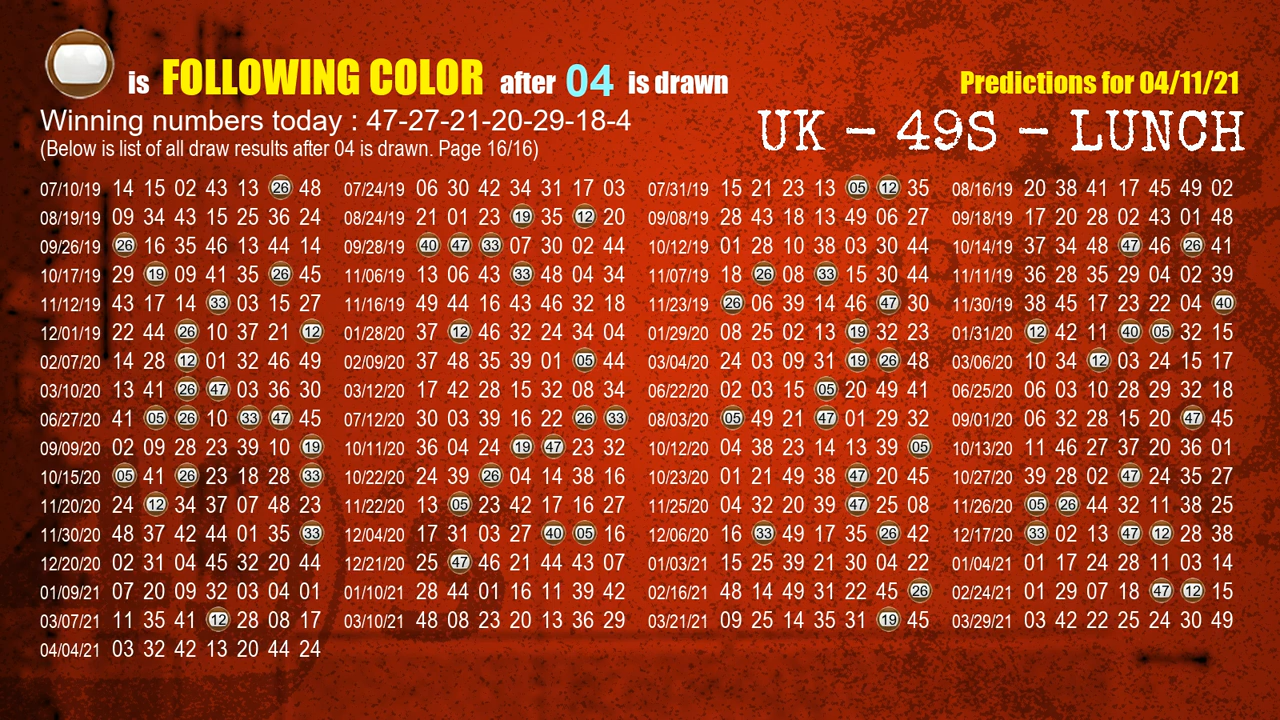 is FOLLOWING COLOR after 04 is drawn
Predictions for 04/11/21
Winning numbers today : 47-27-21-20-29-18-4
UK - 49S - LUNCH
(Below is list of all draw results after 04 is drawn. Page 16/16)
07/10/19 14 15 02 43 13 26 48 07/24/19 06 30 42 34 31 17 03 07/31/19 15 21 23 13 05 12 35 08/16/19 20 38 41 17 45 49 02
08/19/19 09 34 43 15 25 36 24 08/24/19 21 01 23 19 35 12 20 09/08/19 28 43 18 13 49 06 27 09/18/19 17 20 28 02 43 01 48
09/26/19 26 16 35 46 13 44 14 09/28/19 40 47 33 07 30 02 44 10/12/19 01 28 10 38 03 30 44 10/14/19 37 34 48 47 46 26 41
10/17/19 29 19 09 41 35 26 45 11/06/19 13 06 43 33 48 04 34 11/07/19 18 26 08 33 15 30 44 11/11/19 36 28 35 29 04 02 39
11/12/19 43 17 14 33 03 15 27 11/16/19 49 44 16 43 46 32 18 11/23/19 26 06 39 14 46 47 30 11/30/19 38 45 17 23 22 04 40
12/01/19 22 44 26 10 37 21 12 01/28/20 37 12 46 32 24 34 04 01/29/20 08 25 02 13 19 32 23 01/31/20 12 42 11 40 05 32 15
02/07/20 14 28 12 01 32 46 49 02/09/20 37 48 35 39 01 05 44 03/04/20 24 03 09 31 19 26 48 03/06/20 10 34 12 03 24 15 17
03/10/20 13 41 26 47 03 36 30 03/12/20 17 42 28 15 32 08 34 06/22/20 02 03 15 05 20 49 41 06/25/20 06 03 10 28 29 32 18
06/27/20 41 05 26 10 33 47 45 07/12/20 30 03 39 16 22 26 33 08/03/20 05 49 21 47 01 29 32 09/01/20 06 32 28 15 20 47 45
09/09/20 02 09 28 23 39 10 19 10/11/20 36 04 24 19 47 23 32 10/12/20 04 38 23 14 13 39 05 10/13/20 11 46 27 37 20 36 01
10/15/20 05 41 26 23 18 28 33 10/22/20 24 39 26 04 14 38 16 10/23/20 01 21 49 38 47 20 45 10/27/20 39 28 02 47 24 35 27
11/20/20 24 12 34 37 07 48 23 11/22/20 13 05 23 42 17 16 27 11/25/20 04 32 20 39 47 25 08 11/26/20 05 26 44 32 11 38 25
11/30/20 48 37 42 44 01 35 33 12/04/20 17 31 03 27 40 05 16 12/06/20 16 33 49 17 35 26 42 12/17/20 33 02 13 47 12 28 38
12/20/20 02 31 04 45 32 20 44 12/21/20 25 47 46 21 44 43 07 01/03/21 15 25 39 21 30 04 22 01/04/21 01 17 24 28 11 03 14
01/09/21 07 20 09 32 03 04 01 01/10/21 28 44 01 16 11 39 42 02/16/21 48 14 49 31 22 45 26 02/24/21 01 29 07 18 47 12 15
03/07/21 11 35 41 12 28 08 17 03/10/21 48 08 23 20 13 36 29 03/21/21 09 25 14 35 31 19 45 03/29/21 03 42 22 25 24 30 49
04/04/21 03 32 42 13 20 44 24